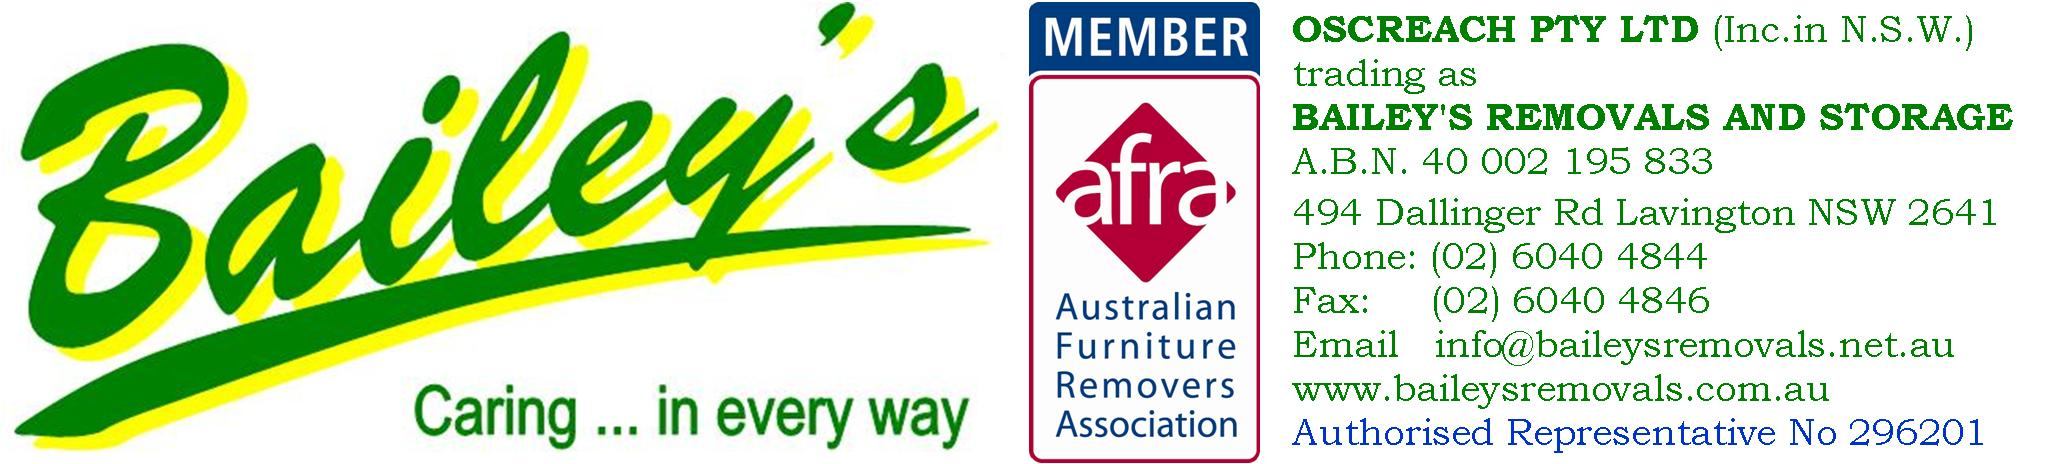 Bailey's
Caring ... in every way
MEMBER
afra
Australian
Furniture
Removers
Association
OSCREACH PTY LTD (Inc.in N.S.W.)
trading as
BAILEY'S REMOVALS AND STORAGE
A.B.N. 40 002 195 833
494 Dallinger Rd Lavington NSW 2641
Phone: (02) 6040 4844
Fax: (02) 6040 4846
Email info@baileysremovals.net.au
www.baileysremovals.com.au
Authorised Representative No 296201